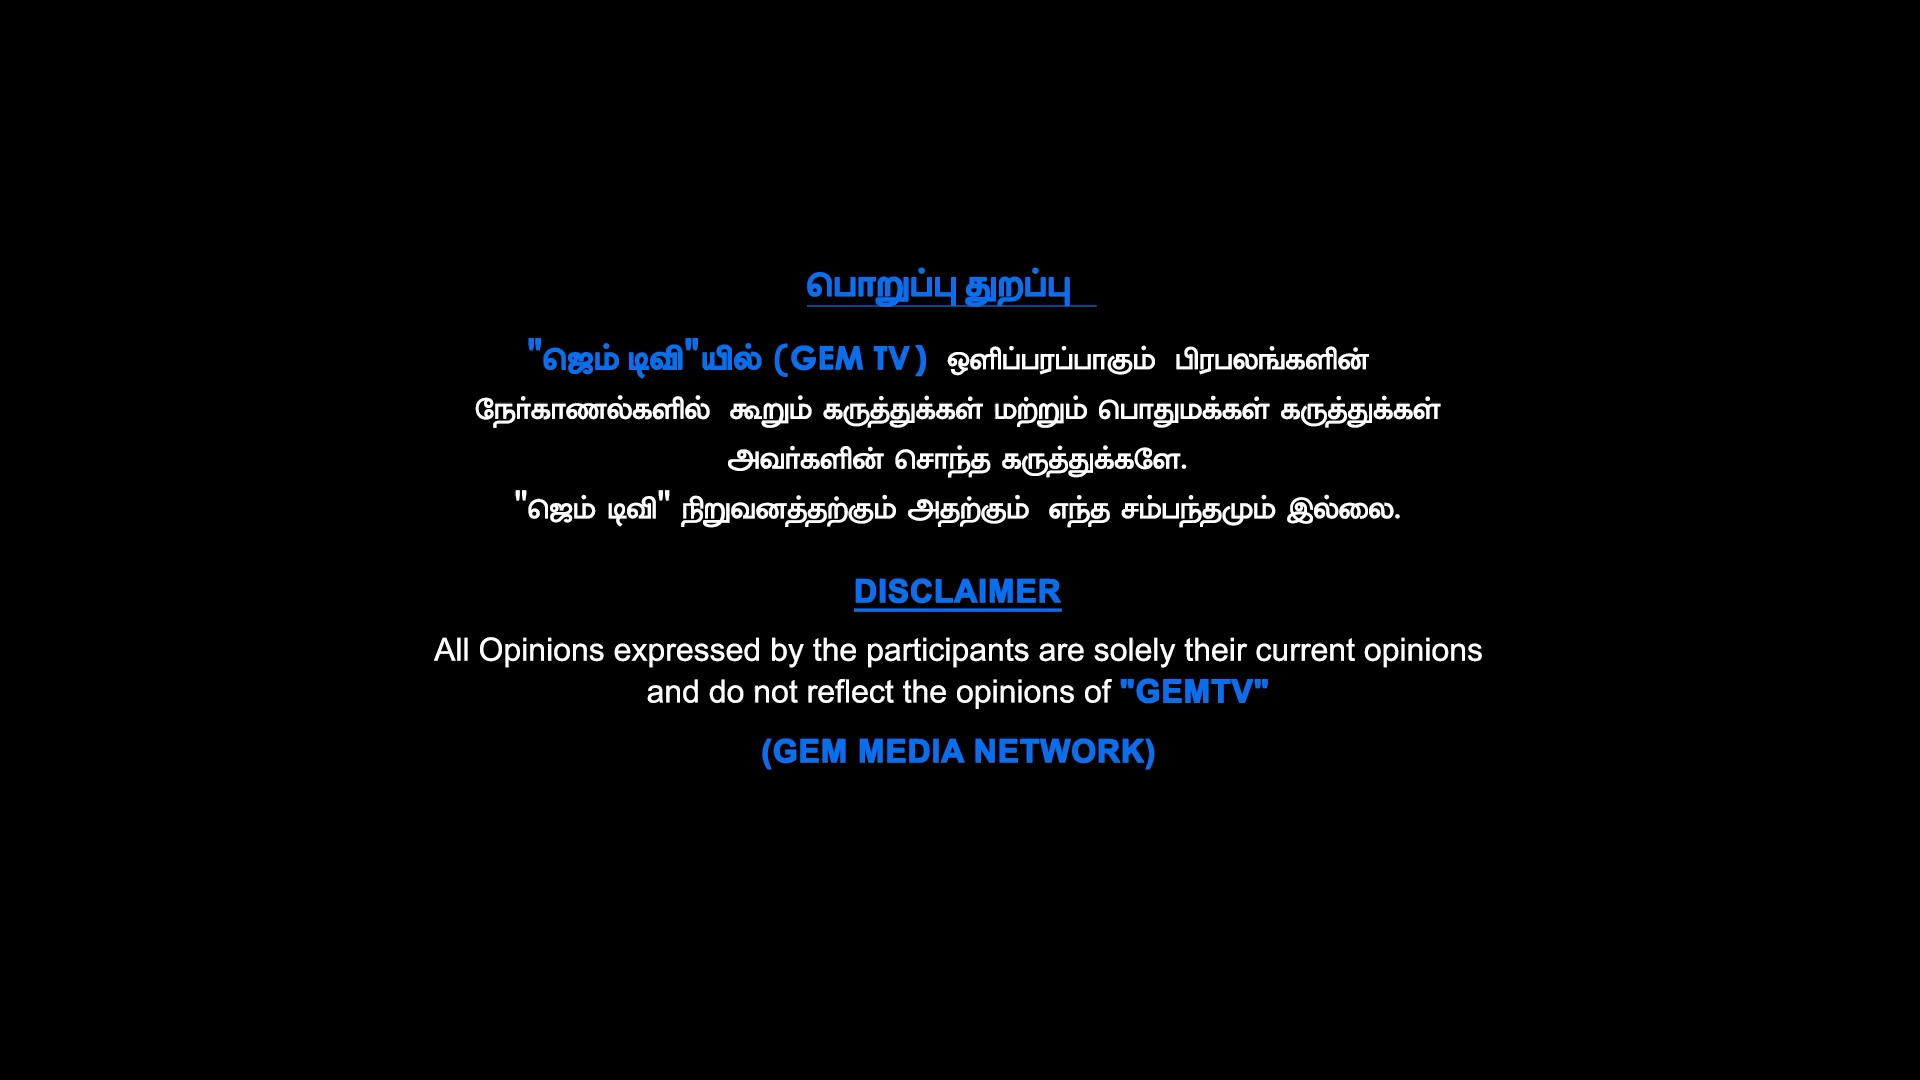 பொறுப்பு துறப்பு
"ஜெம் டிவி"யில் (GEM TV) ஒளிப்பரப்பாகும் பிரபலங்களின்
நேர்காணல்களில் கூறும் கருத்துக்கள் மற்றும் பொதுமக்கள் கருத்துக்கள்
அவர்களின் சொந்த கருத்துக்களே.
"ஜெம் டிவி" நிறுவனத்தற்கும் அதற்கும் எந்த சம்பந்தமும் இல்லை.
DISCLAIMER
All Opinions expressed by the participants are solely their current opinions
and do not reflect the opinions of "GEMTV"
(GEM MEDIA NETWORK)